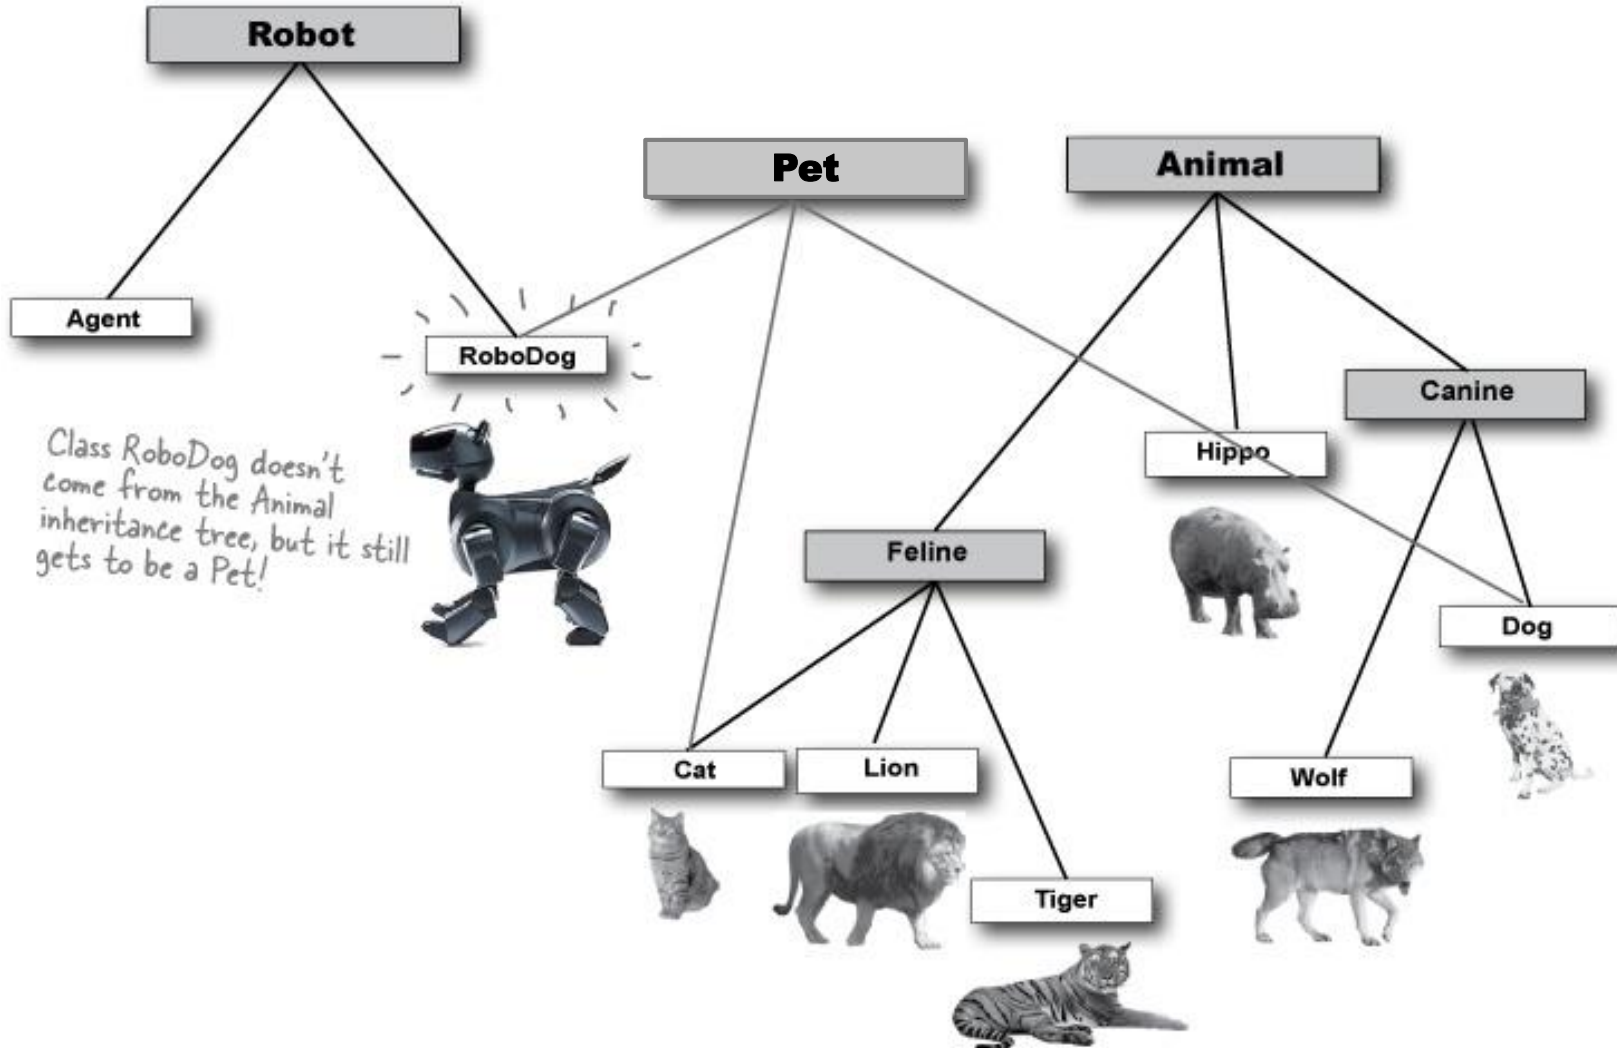 Robot
Pet
Animal
Agent
RoboDog
Canine
Class RoboDog doesn't
come from the Animal
inheritance tree, but it still
gets to be a Pet!
Hippo
Feline
Dog
Cat
Lion
Wolf
Tiger